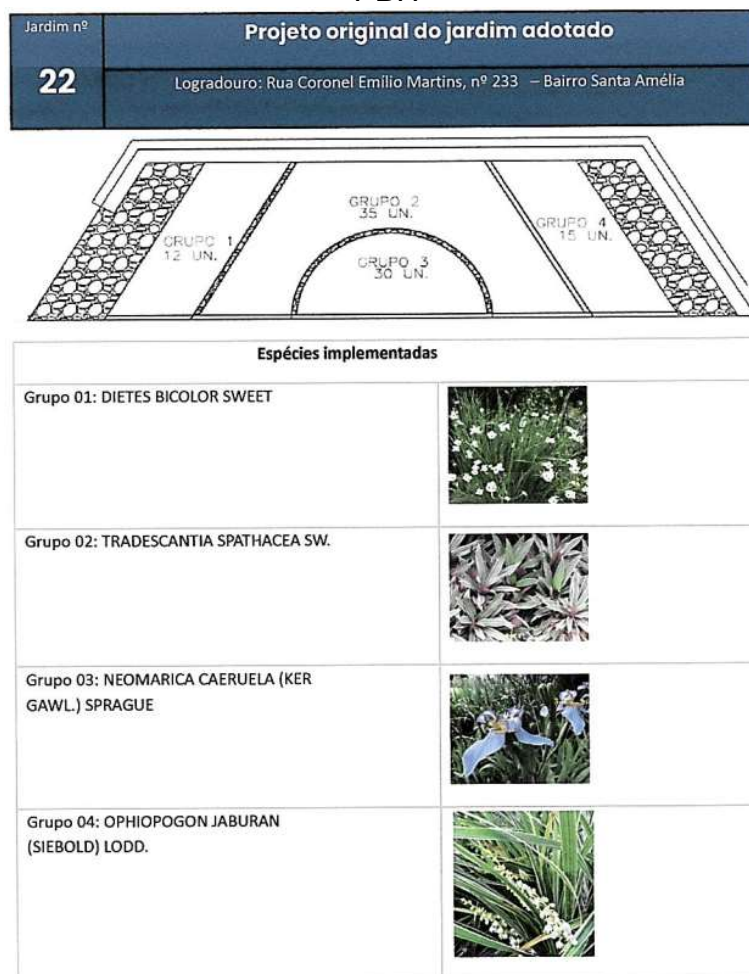 Jardim nº
22
Projeto original do jardim adotado
Logradouro: Rua Coronel Emílio Martins, nº 233 – Bairro Santa Amélia
GRUPO 1
12 UN.
GRUPO 2
35 UN.
GRUPO 3
30 UN.
GRUPO 4
15 UN.
Espécies implementadas
Grupo 01: DIETES BICOLOR SWEET
Grupo 02: TRADESCANTIA SPATHACEA SW.
Grupo 03: NEOMARICA CAERUELA (KER
GAWL.) SPRAGUE
Grupo 04: OPHIOPOGON JABURAN
(SIEBOLD) LODD.